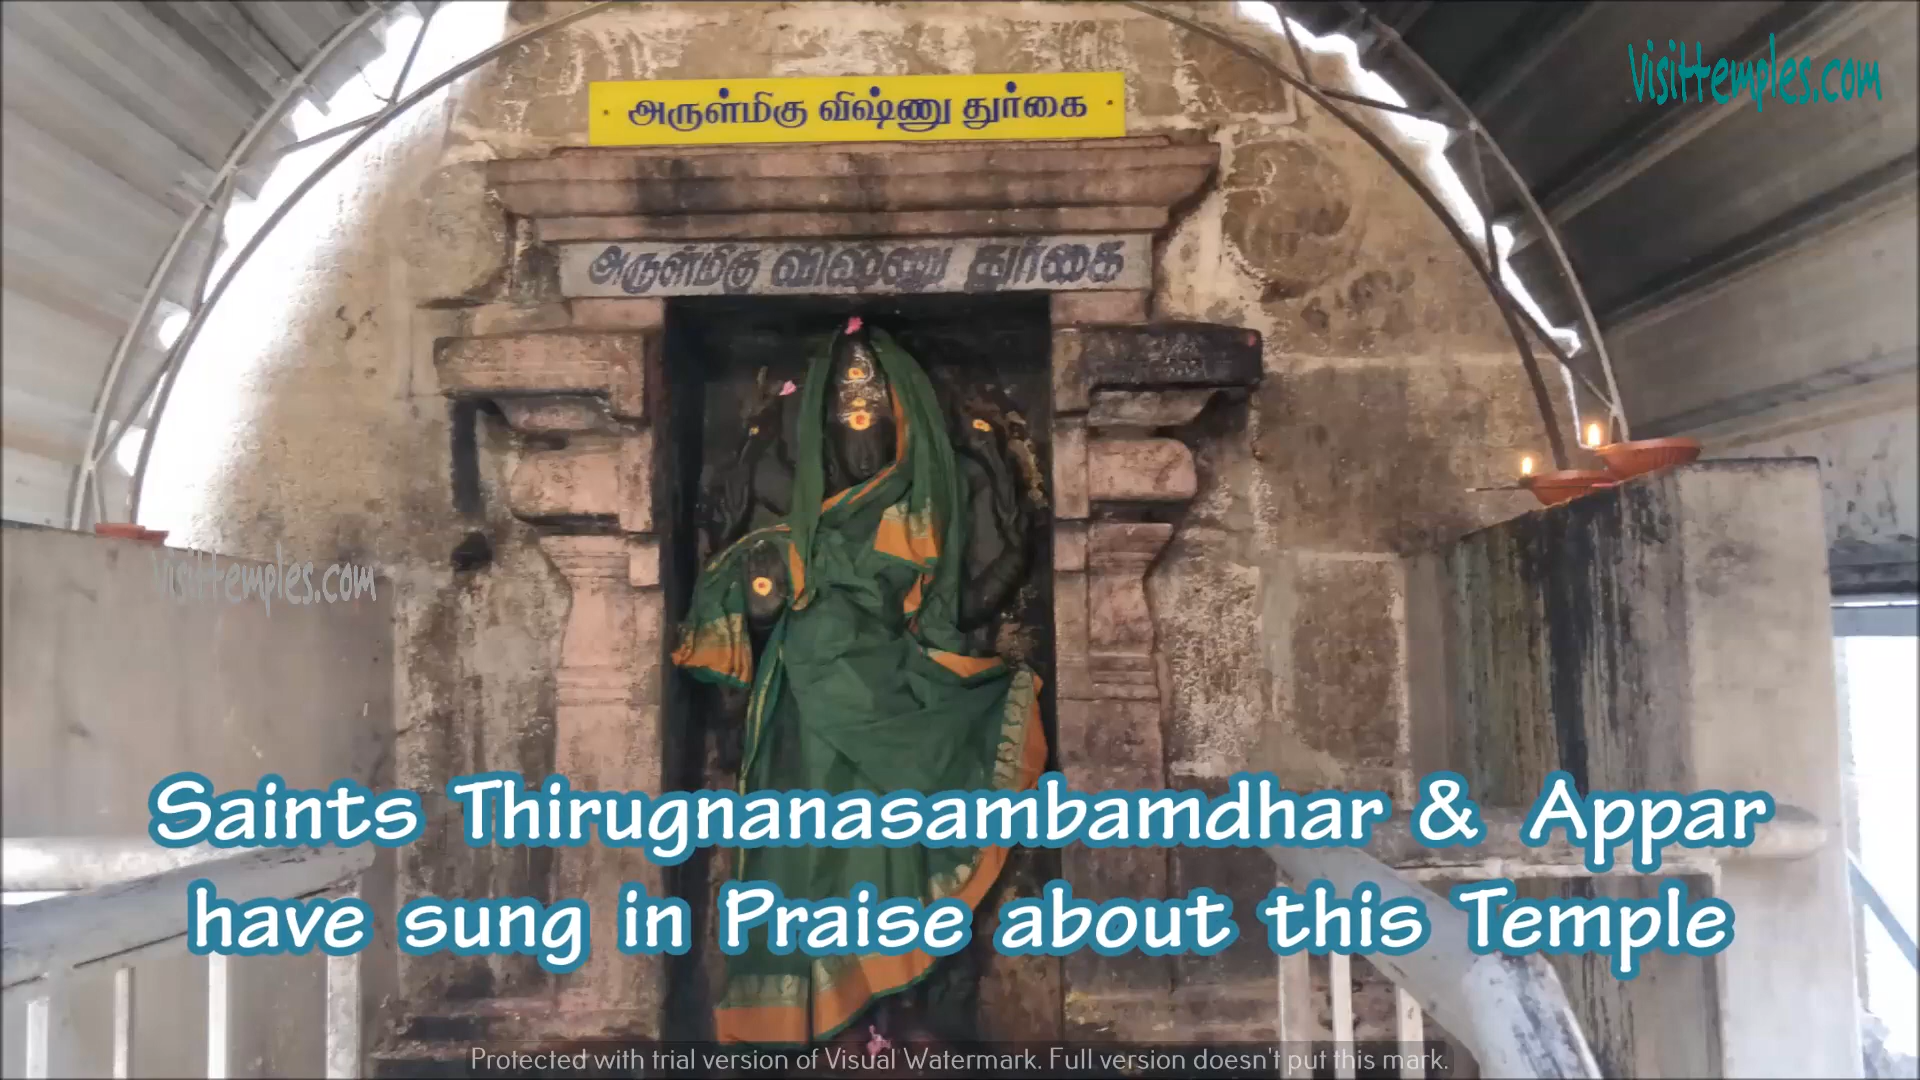 Visittemples.com
அருள்மிகு விஷ்ணு துர்கை
அருள்மிகு விஷ்ணு துர்கை
Visittemples.com
Saints Thirugnanasambamdhar & Appar
have sung in Praise about this Temple
Protected with trial version of Visual Watermark. Full version doesn't put this mark.